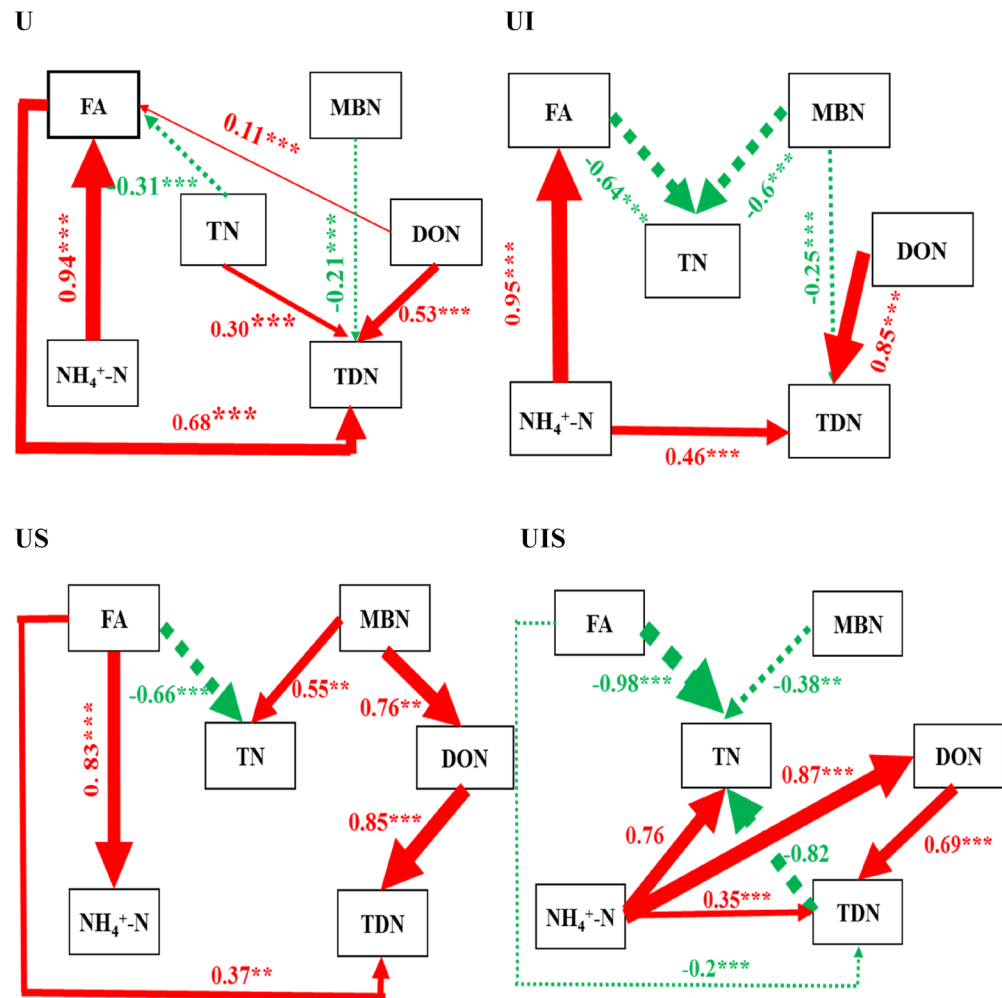 U
FA
MBN
0.11***
-0.31***
TN
DON
0.94***
-0.21***
0.30***
0.53***
NH₄⁺-N
TDN
0.68***
UI
FA
MBN
-0.64***
-0.6***
TN
DON
0.95***
-0.25***
0.85***
NH₄⁺-N
TDN
0.46***
US
FA
MBN
-0.66***
0.55**
0.76**
TN
DON
0. 83***
0.85***
NH₄⁺-N
TDN
0.37**
UIS
FA
MBN
-0.98***
-0.38**
TN
DON
0.87***
0.76
-0.82
0.69***
0.35***
NH₄⁺-N
TDN
-0.2***